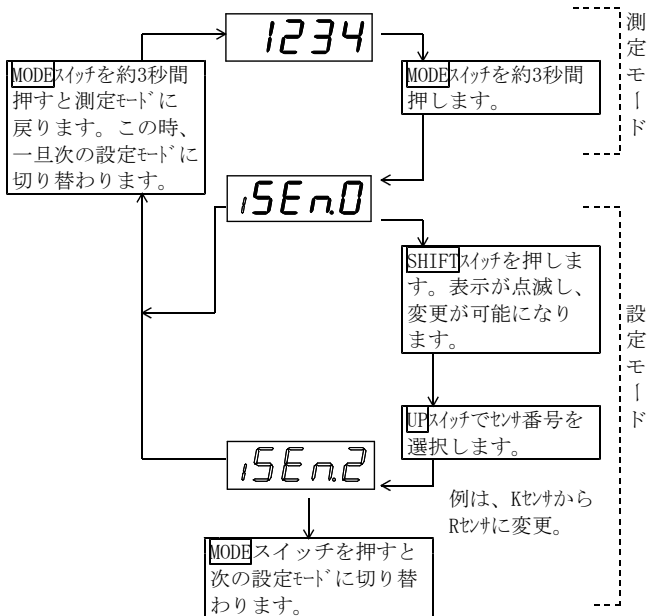 1234
測定モード
MODEスイッチを約3秒間
押すと測定モードに
戻ります。この時、
一旦次の設定モードに
切り替わります。
MODEスイッチを約3秒間
押します。
iSEn.0
SHIFTスイッチを押しま
す。表示が点滅し、
変更が可能になり
ます。
設定モード
UPスイッチでセンサ番号を
選択します。
iSEn.2
例は、Kセンサから
Rセンサに変更。
MODEスイッチを押すと
次の設定モードに切り替
わります。